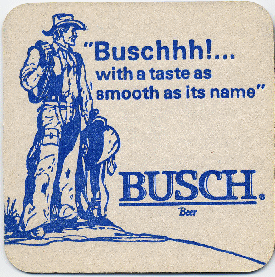 "Buschhh!...
with a taste as
smooth as its name"
BUSCH®
Beer